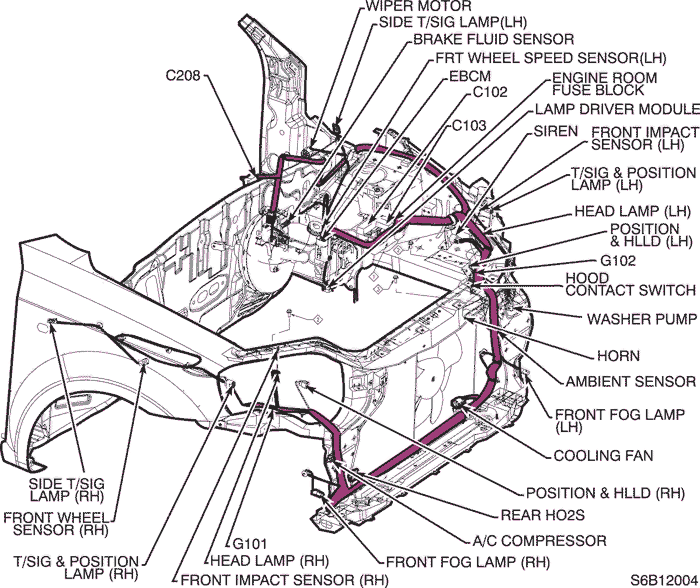 WIPER MOTOR
SIDE T/SIG LAMP(LH)
BRAKE FLUID SENSOR
FRT WHEEL SPEED SENSOR(LH)
C208
EBCM
ENGINE ROOM
FUSE BLOCK
C102
LAMP DRIVER MODULE
C103
SIREN
FRONT IMPACT
SENSOR (LH)
T/SIG & POSITION
LAMP (LH)
HEAD LAMP (LH)
POSITION
& HLLD (LH)
G102
HOOD
CONTACT SWITCH
WASHER PUMP
HORN
AMBIENT SENSOR
FRONT FOG LAMP
(LH)
COOLING FAN
SIDE T/SIG
LAMP (RH)
POSITION & HLLD (RH)
FRONT WHEEL
SENSOR (RH)
REAR HO2S
G101
A/C COMPRESSOR
T/SIG & POSITION
LAMP (RH)
HEAD LAMP (RH)
FRONT FOG LAMP (RH)
FRONT IMPACT SENSOR (RH)
S6B12004